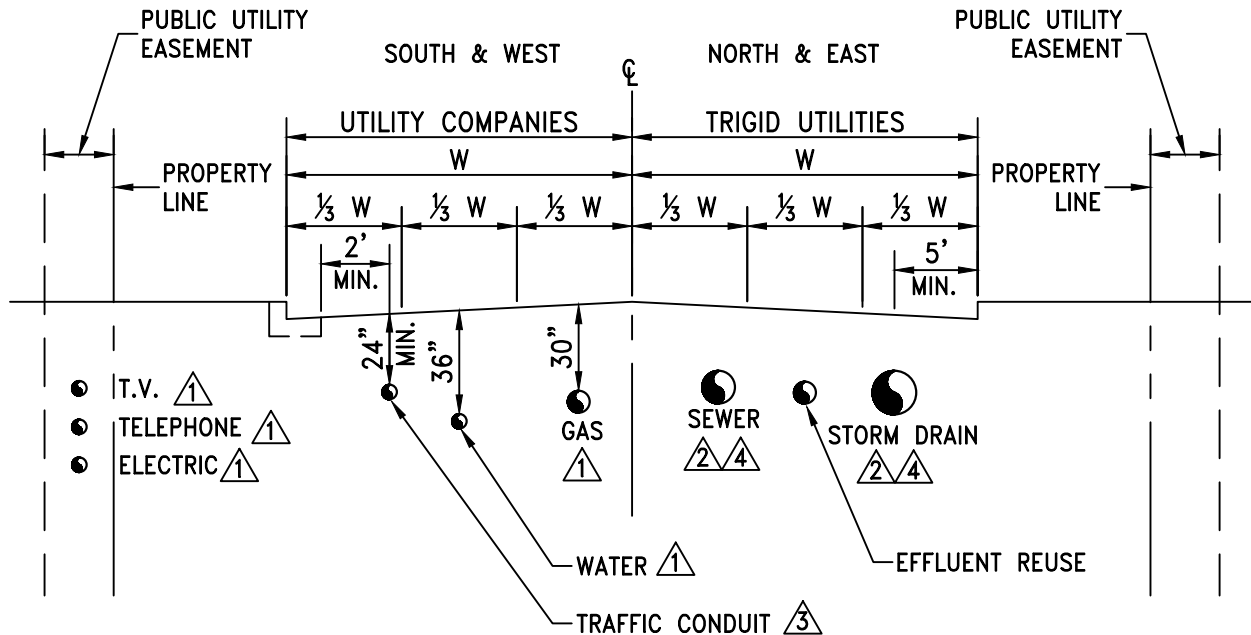 PUBLIC UTILITY
EASEMENT
SOUTH & WEST
℄
NORTH & EAST
PUBLIC UTILITY
EASEMENT
UTILITY COMPANIES
TRIGID UTILITIES
W
W
PROPERTY
LINE
PROPERTY
LINE
⅓ W
⅓ W
⅓ W
⅓ W
⅓ W
⅓ W
2'
MIN.
5'
MIN.
24"
MIN.
36"
30"
T.V. 1
TELEPHONE 1
ELECTRIC 1
GAS
1
SEWER
2 4
STORM DRAIN
2 4
WATER 1
EFFLUENT REUSE
TRAFFIC CONDUIT 3